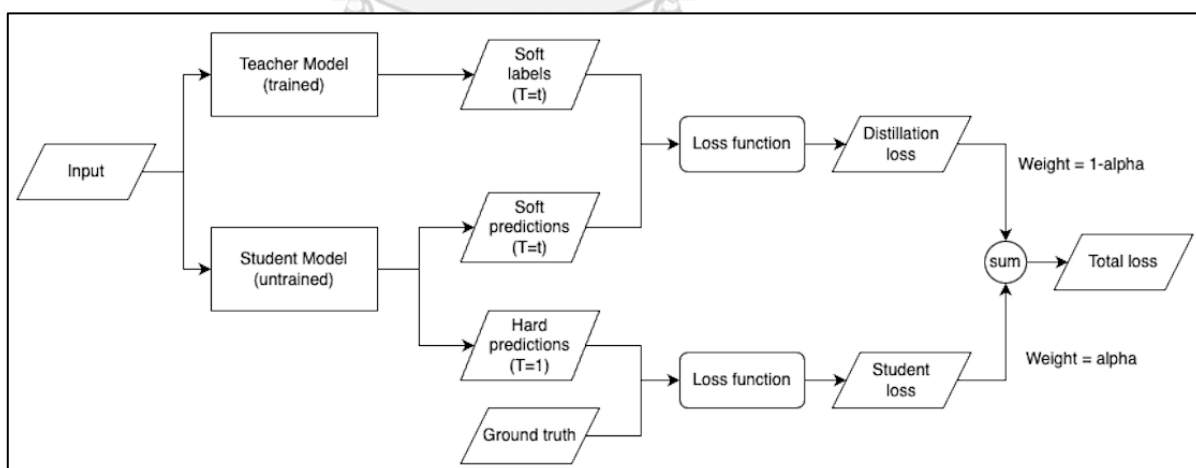 Input
Teacher Model
(trained)
Student Model
(untrained)
Soft
labels
(T=t)
Soft
predictions
(T=t)
Hard
predictions
(T=1)
Ground truth
Loss function
Distillation
loss
Weight = 1-alpha
Loss function
Student
loss
Weight = alpha
sum
Total loss